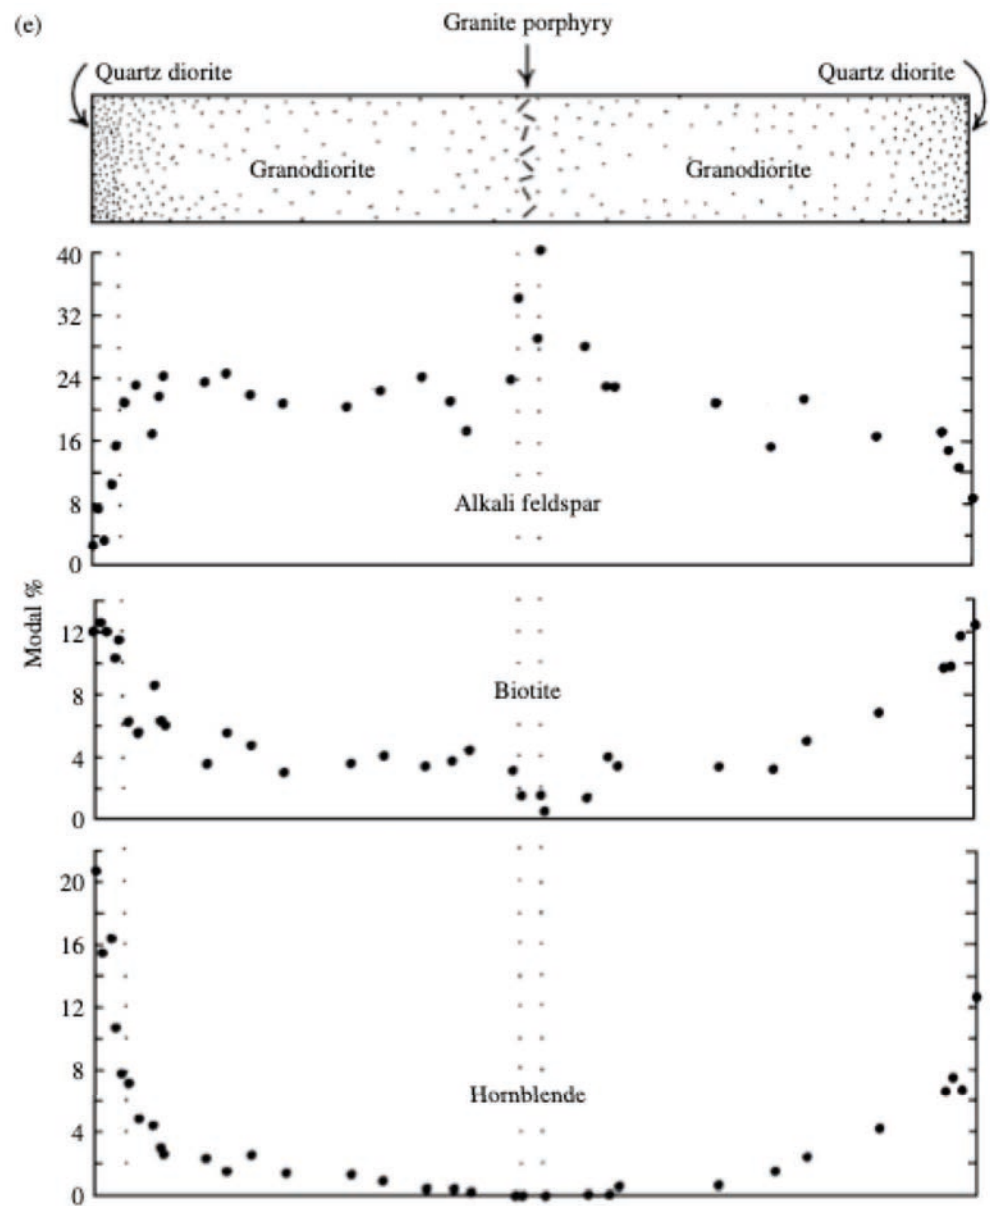 (e)
Granite porphyry
Quartz diorite
Quartz diorite
Granodiorite
Granodiorite
40
32
24
16
8
0
Alkali feldspar
Modal %
12
8
4
0
Biotite
20
16
12
8
4
0
Hornblende